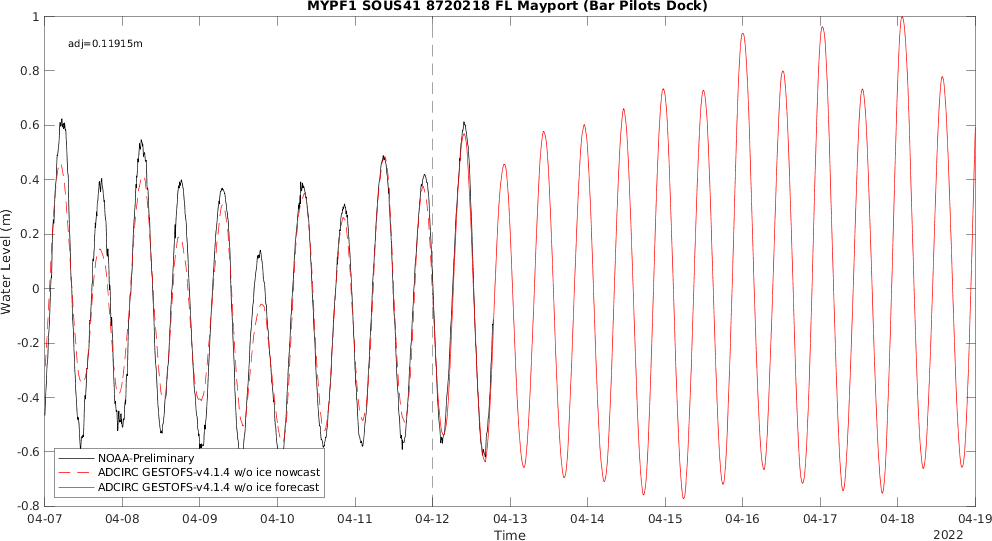 MYPF1 SOUS41 8720218 FL Mayport (Bar Pilots Dock)
adj=0.11915m
1
0.8
0.6
0.4
0.2
0
-0.2
-0.4
-0.6
-0.8
Water Level (m)
NOAA-Preliminary
ADCIRC GESTOFS-v4.1.4 w/o ice nowcast
ADCIRC GESTOFS-v4.1.4 w/o ice forecast
04-07 04-08 04-09 04-10 04-11 04-12 04-13 04-14 04-15 04-16 04-17 04-18 04-19
Time
2022